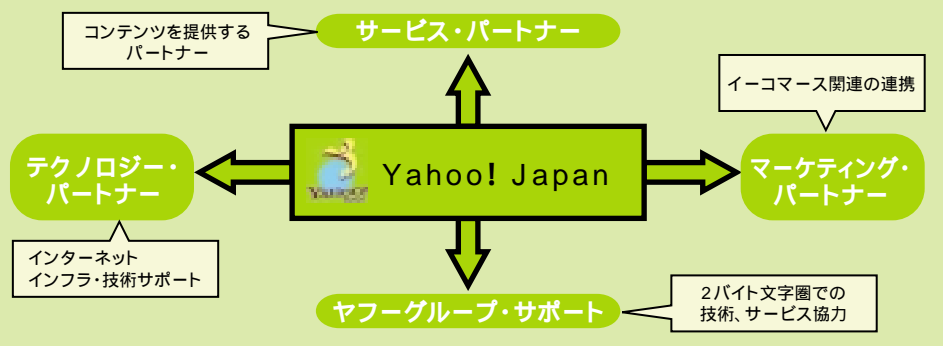 コンテンツを提供する
パートナー
サービス・パートナー
イーコマース関連の連携
テクノロジー・
パートナー
Yahoo! Japan
マーケティング・
パートナー
インターネット
インフラ・技術サポート
ヤフーグループ・サポート
2バイト文字圏での
技術、サービス協力